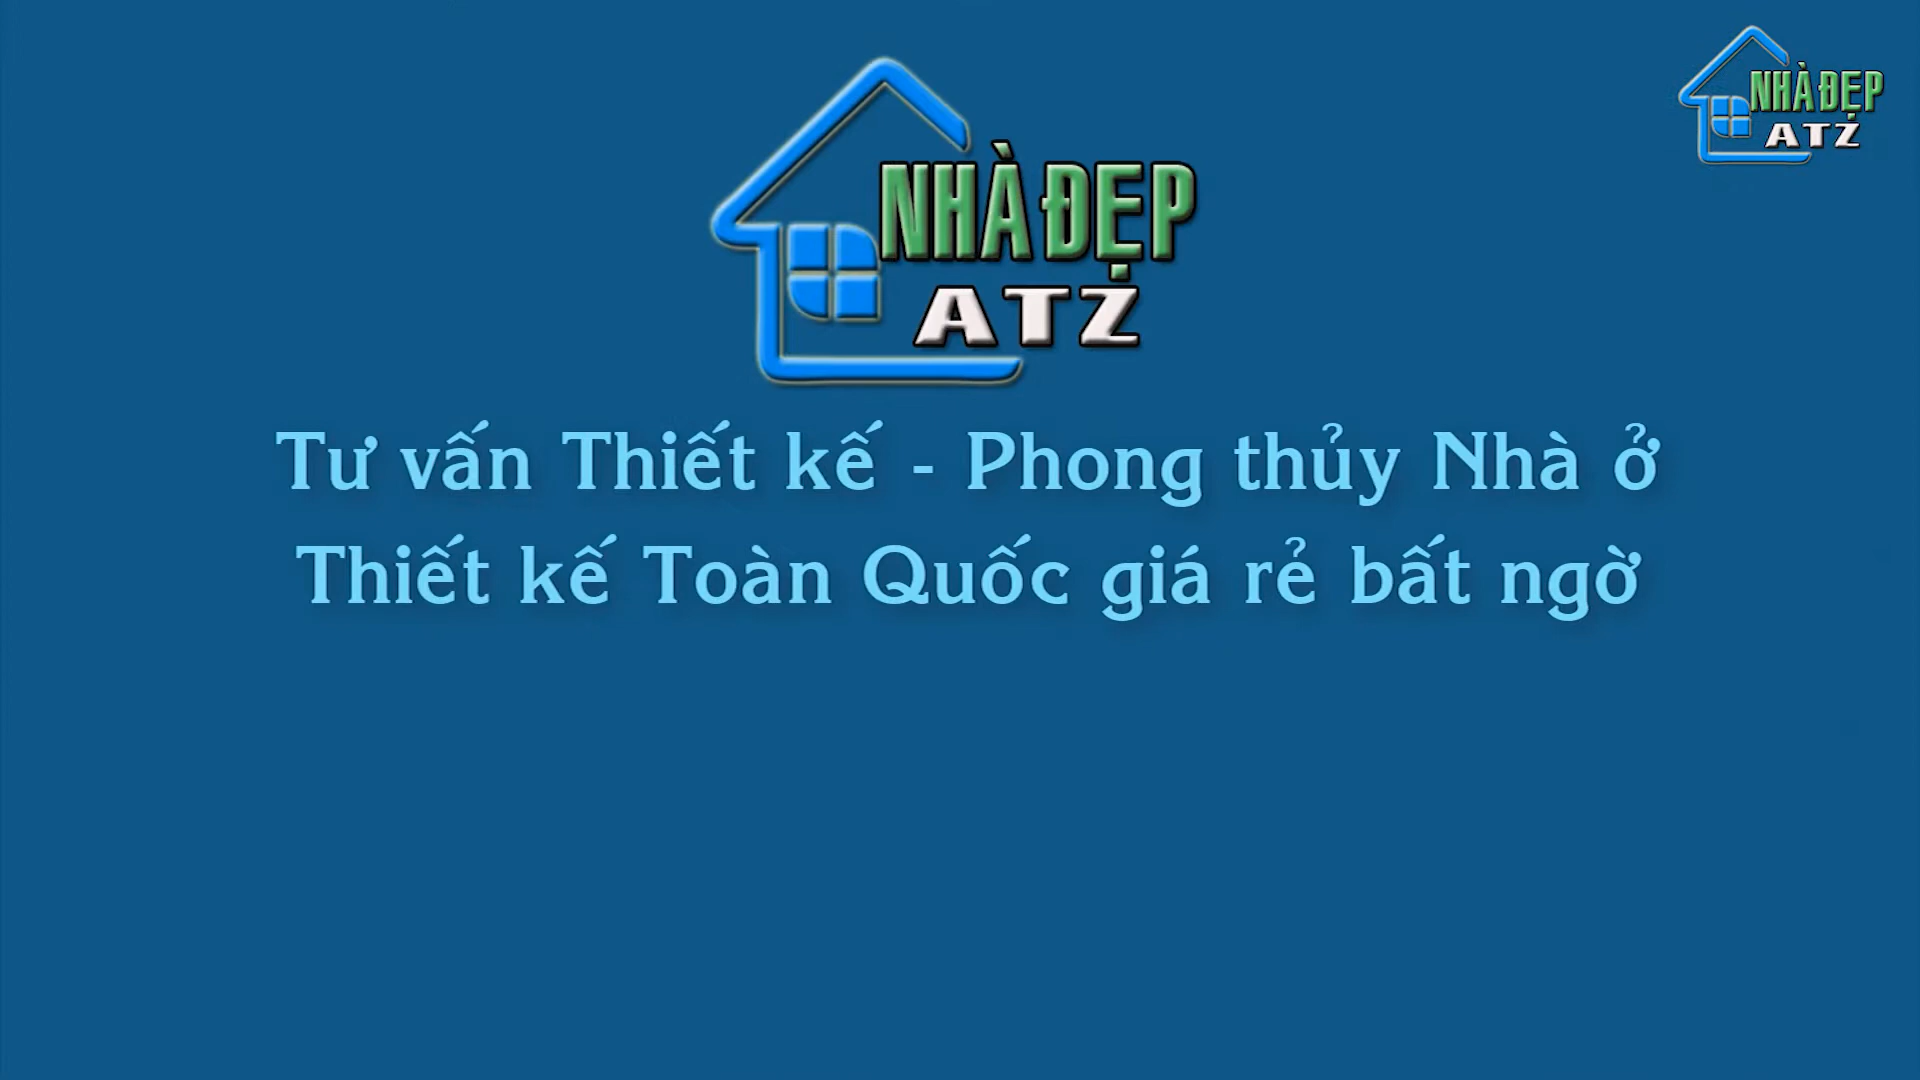 NHÀ ĐẸP
ATZ
NHÀ ĐẸP
ATZ
Tư vấn Thiết kế - Phong thủy Nhà ở
Thiết kế Toàn Quốc giá rẻ bất ngờ